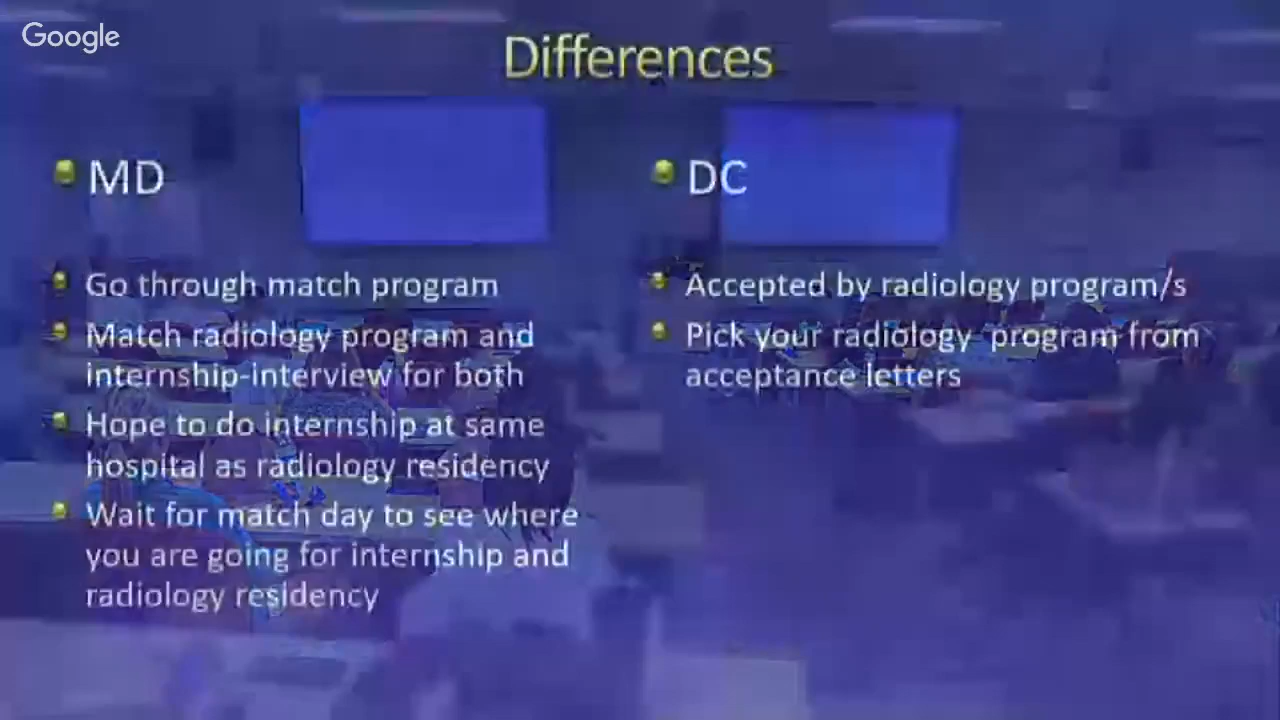 Google
Differences
MD
Go through match program
Match radiology program and
internship-interview for both
Hope to do internship at same
hospital as radiology residency
Wait for match day to see where
you are going for internship and
radiology residency
DC
Accepted by radiology program/s
Pick your radiology program from
acceptance letters